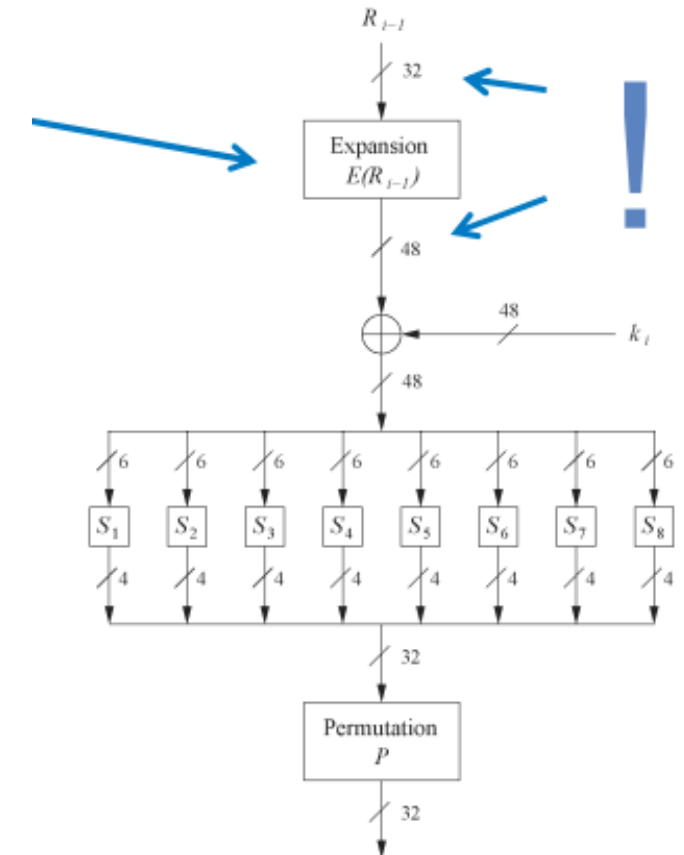 R i−1
32
!
Expansion
E(R i−1)
48
48
k i
48
6 6 6 6 6 6 6 6
S1 S2 S3 S4 S5 S6 S7 S8
4 4 4 4 4 4 4 4
32
Permutation
P
32